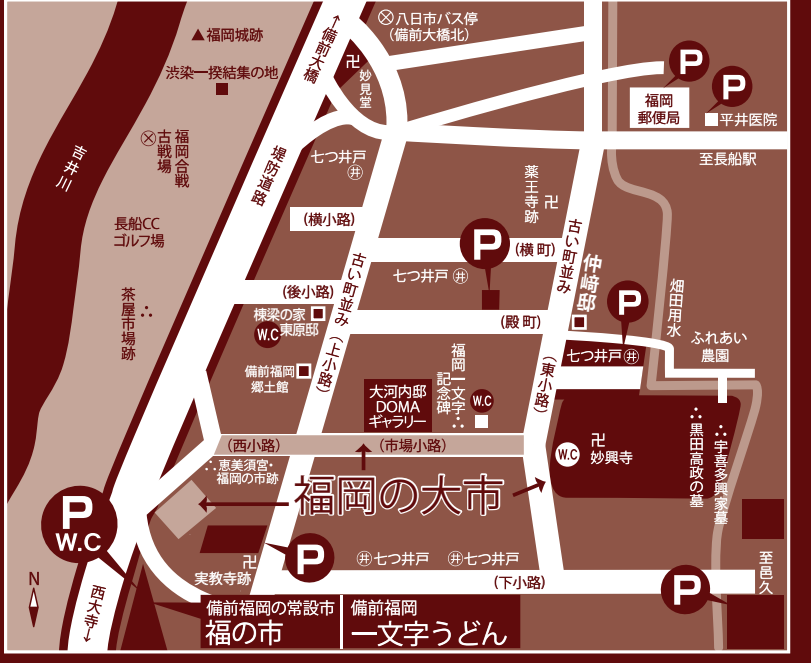 八日市バス停
(備前大橋北)
↑備前大橋
▲福岡城跡
渋染一揆結集の地
卍妙見堂
P
P
福岡
郵便局
平井医院
至長船駅
福岡合戦
古戦場
吉井川
堤防道路
七つ井戸
井
薬王寺跡
卍
長船CC
ゴルフ場
(横小路)
古い町並み(上小路)
P
(横町)
古い町並み
(東小路)
七つ井戸 井
仲﨑邸
畑田用水
P
茶屋市場跡
(後小路)
棟梁の家
東原邸
W.C
(殿町)
七つ井戸 井
ふれあい
農園
備前福岡
郷土館
大河内邸
DOMA
ギャラリー
福岡一文字
記念碑
W.C
(西小路)
(市場小路)
W.C
卍
妙興寺
黒田高政の墓
宇喜多興家墓
恵美須宮・
福岡の市跡
福岡の大市
P
W.C
卍
実教寺跡
P
井七つ井戸
井七つ井戸
(下小路)
至邑久
P
N
西大寺↓
備前福岡の常設市
福の市
備前福岡
一文字うどん